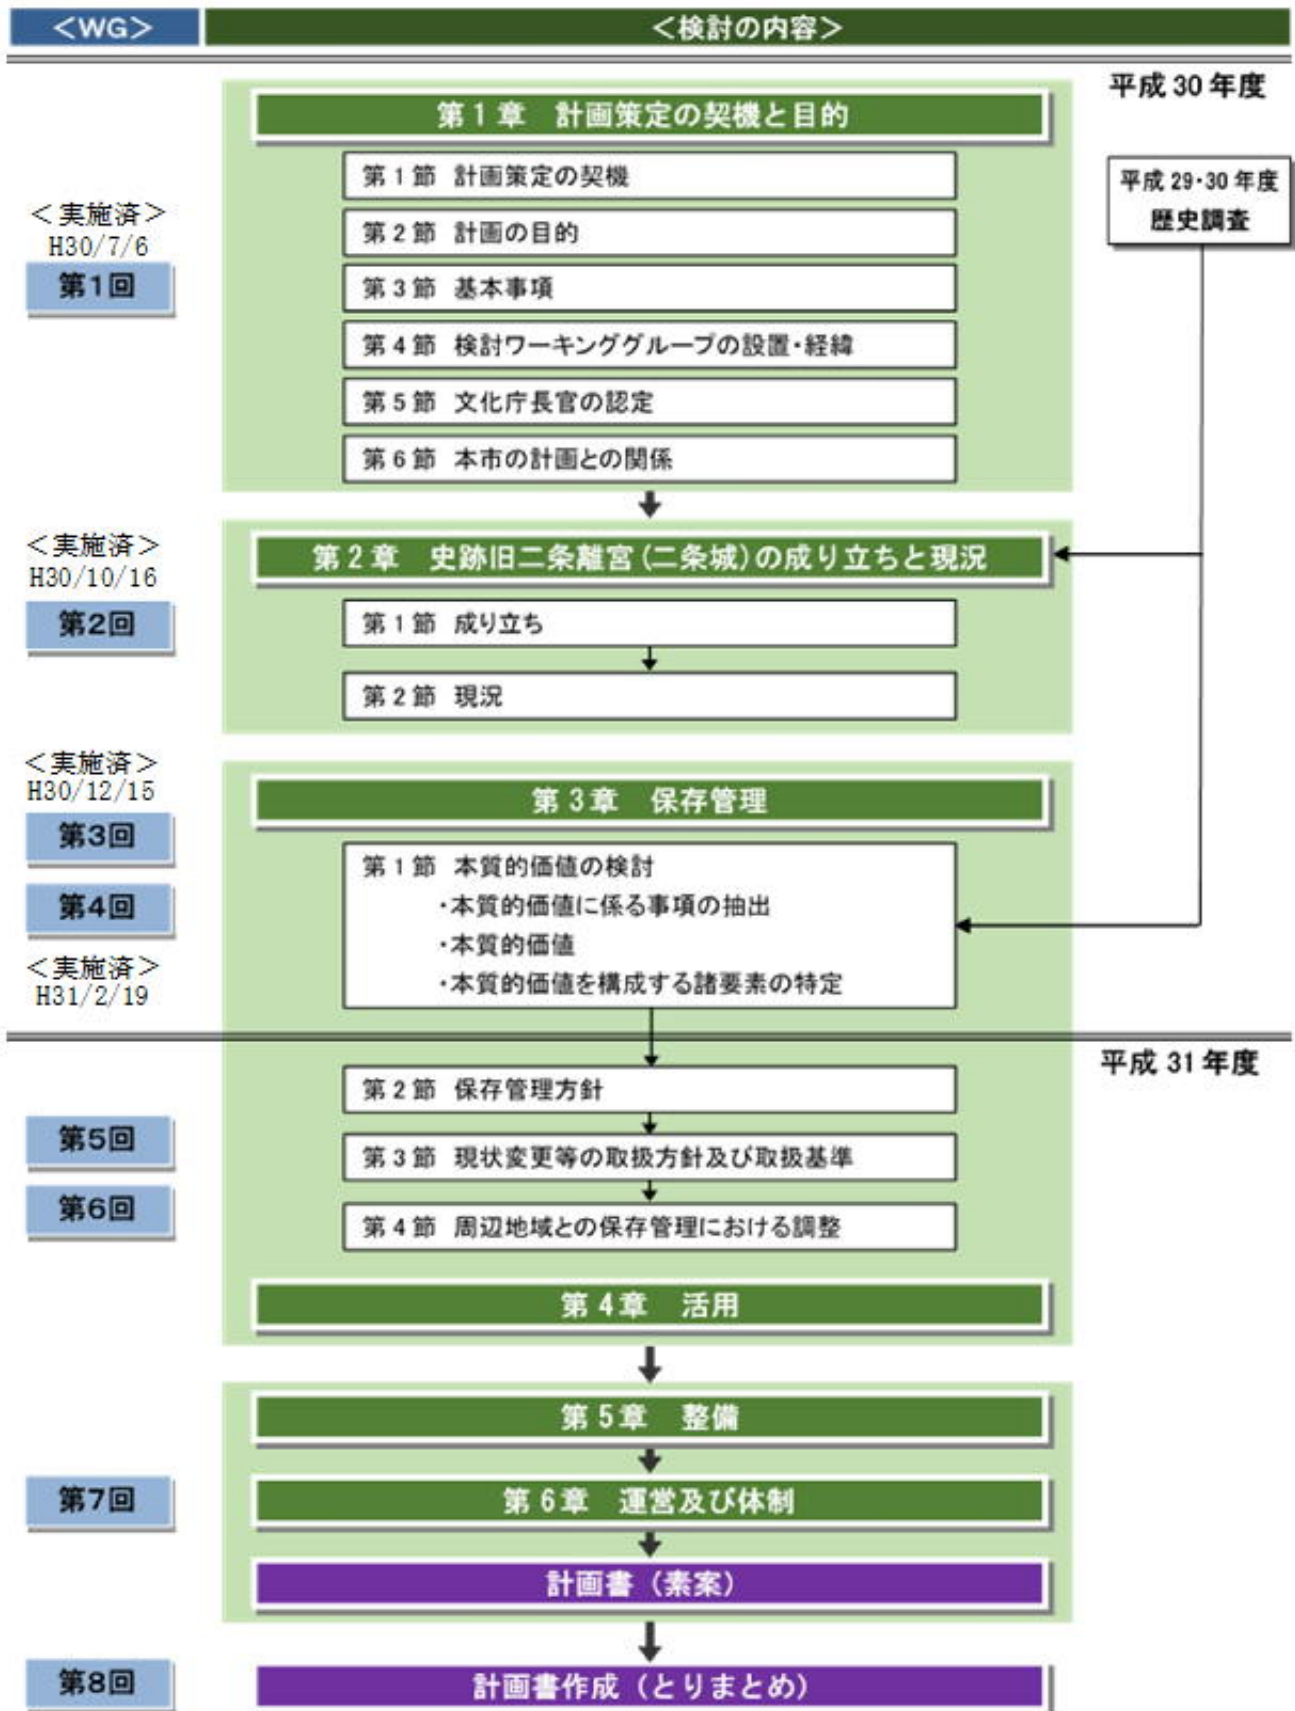 ＜WG＞
＜検討の内容＞
平成 30 年度
第 1 章　計画策定の契機と目的
第 1 節 計画策定の契機
第 2 節 計画の目的
第 3 節 基本事項
第 4 節 検討ワーキンググループの設置・経緯
第 5 節 文化庁長官の認定
第 6 節 本市の計画との関係
＜実施済＞
H30/7/6
第1回
平成 29・30 年度
歴史調査
第 2 章　史跡旧二条離宮（二条城）の成り立ちと現況
第 1 節 成り立ち
第 2 節 現況
＜実施済＞
H30/10/16
第2回
＜実施済＞
H30/12/15
第3回
第4回
＜実施済＞
H31/2/19
第 3 章　保存管理
第 1 節 本質的価値の検討
・本質的価値に係る事項の抽出
・本質的価値
・本質的価値を構成する諸要素の特定
平成 31 年度
第 2 節 保存管理方針
第 3 節 現状変更等の取扱方針及び取扱基準
第 4 節 周辺地域との保存管理における調整
第5回
第6回
第 4 章　活用
第 5 章　整備
第7回
第 6 章　運営及び体制
計画書（素案）
第8回
計画書作成（とりまとめ）